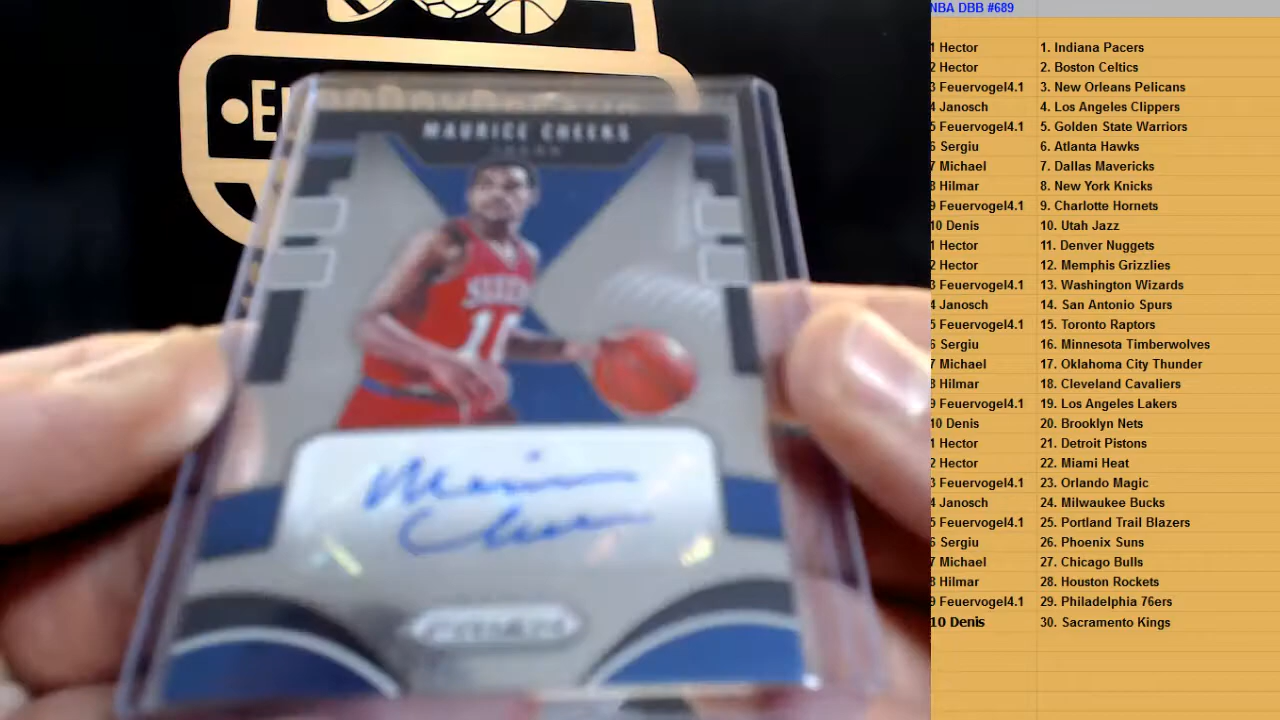 MAURICE CHEEKS
SIXERS
10
PRIZM
NBA DBB #689
1 Hector 1. Indiana Pacers
2 Hector 2. Boston Celtics
3 Feuervogel4.1 3. New Orleans Pelicans
4 Janosch 4. Los Angeles Clippers
5 Feuervogel4.1 5. Golden State Warriors
6 Sergiu 6. Atlanta Hawks
7 Michael 7. Dallas Mavericks
8 Hilmar 8. New York Knicks
9 Feuervogel4.1 9. Charlotte Hornets
10 Denis 10. Utah Jazz
1 Hector 11. Denver Nuggets
2 Hector 12. Memphis Grizzlies
3 Feuervogel4.1 13. Washington Wizards
4 Janosch 14. San Antonio Spurs
5 Feuervogel4.1 15. Toronto Raptors
6 Sergiu 16. Minnesota Timberwolves
7 Michael 17. Oklahoma City Thunder
8 Hilmar 18. Cleveland Cavaliers
9 Feuervogel4.1 19. Los Angeles Lakers
10 Denis 20. Brooklyn Nets
1 Hector 21. Detroit Pistons
2 Hector 22. Miami Heat
3 Feuervogel4.1 23. Orlando Magic
4 Janosch 24. Milwaukee Bucks
5 Feuervogel4.1 25. Portland Trail Blazers
6 Sergiu 26. Phoenix Suns
7 Michael 27. Chicago Bulls
8 Hilmar 28. Houston Rockets
9 Feuervogel4.1 29. Philadelphia 76ers
10 Denis 30. Sacramento Kings